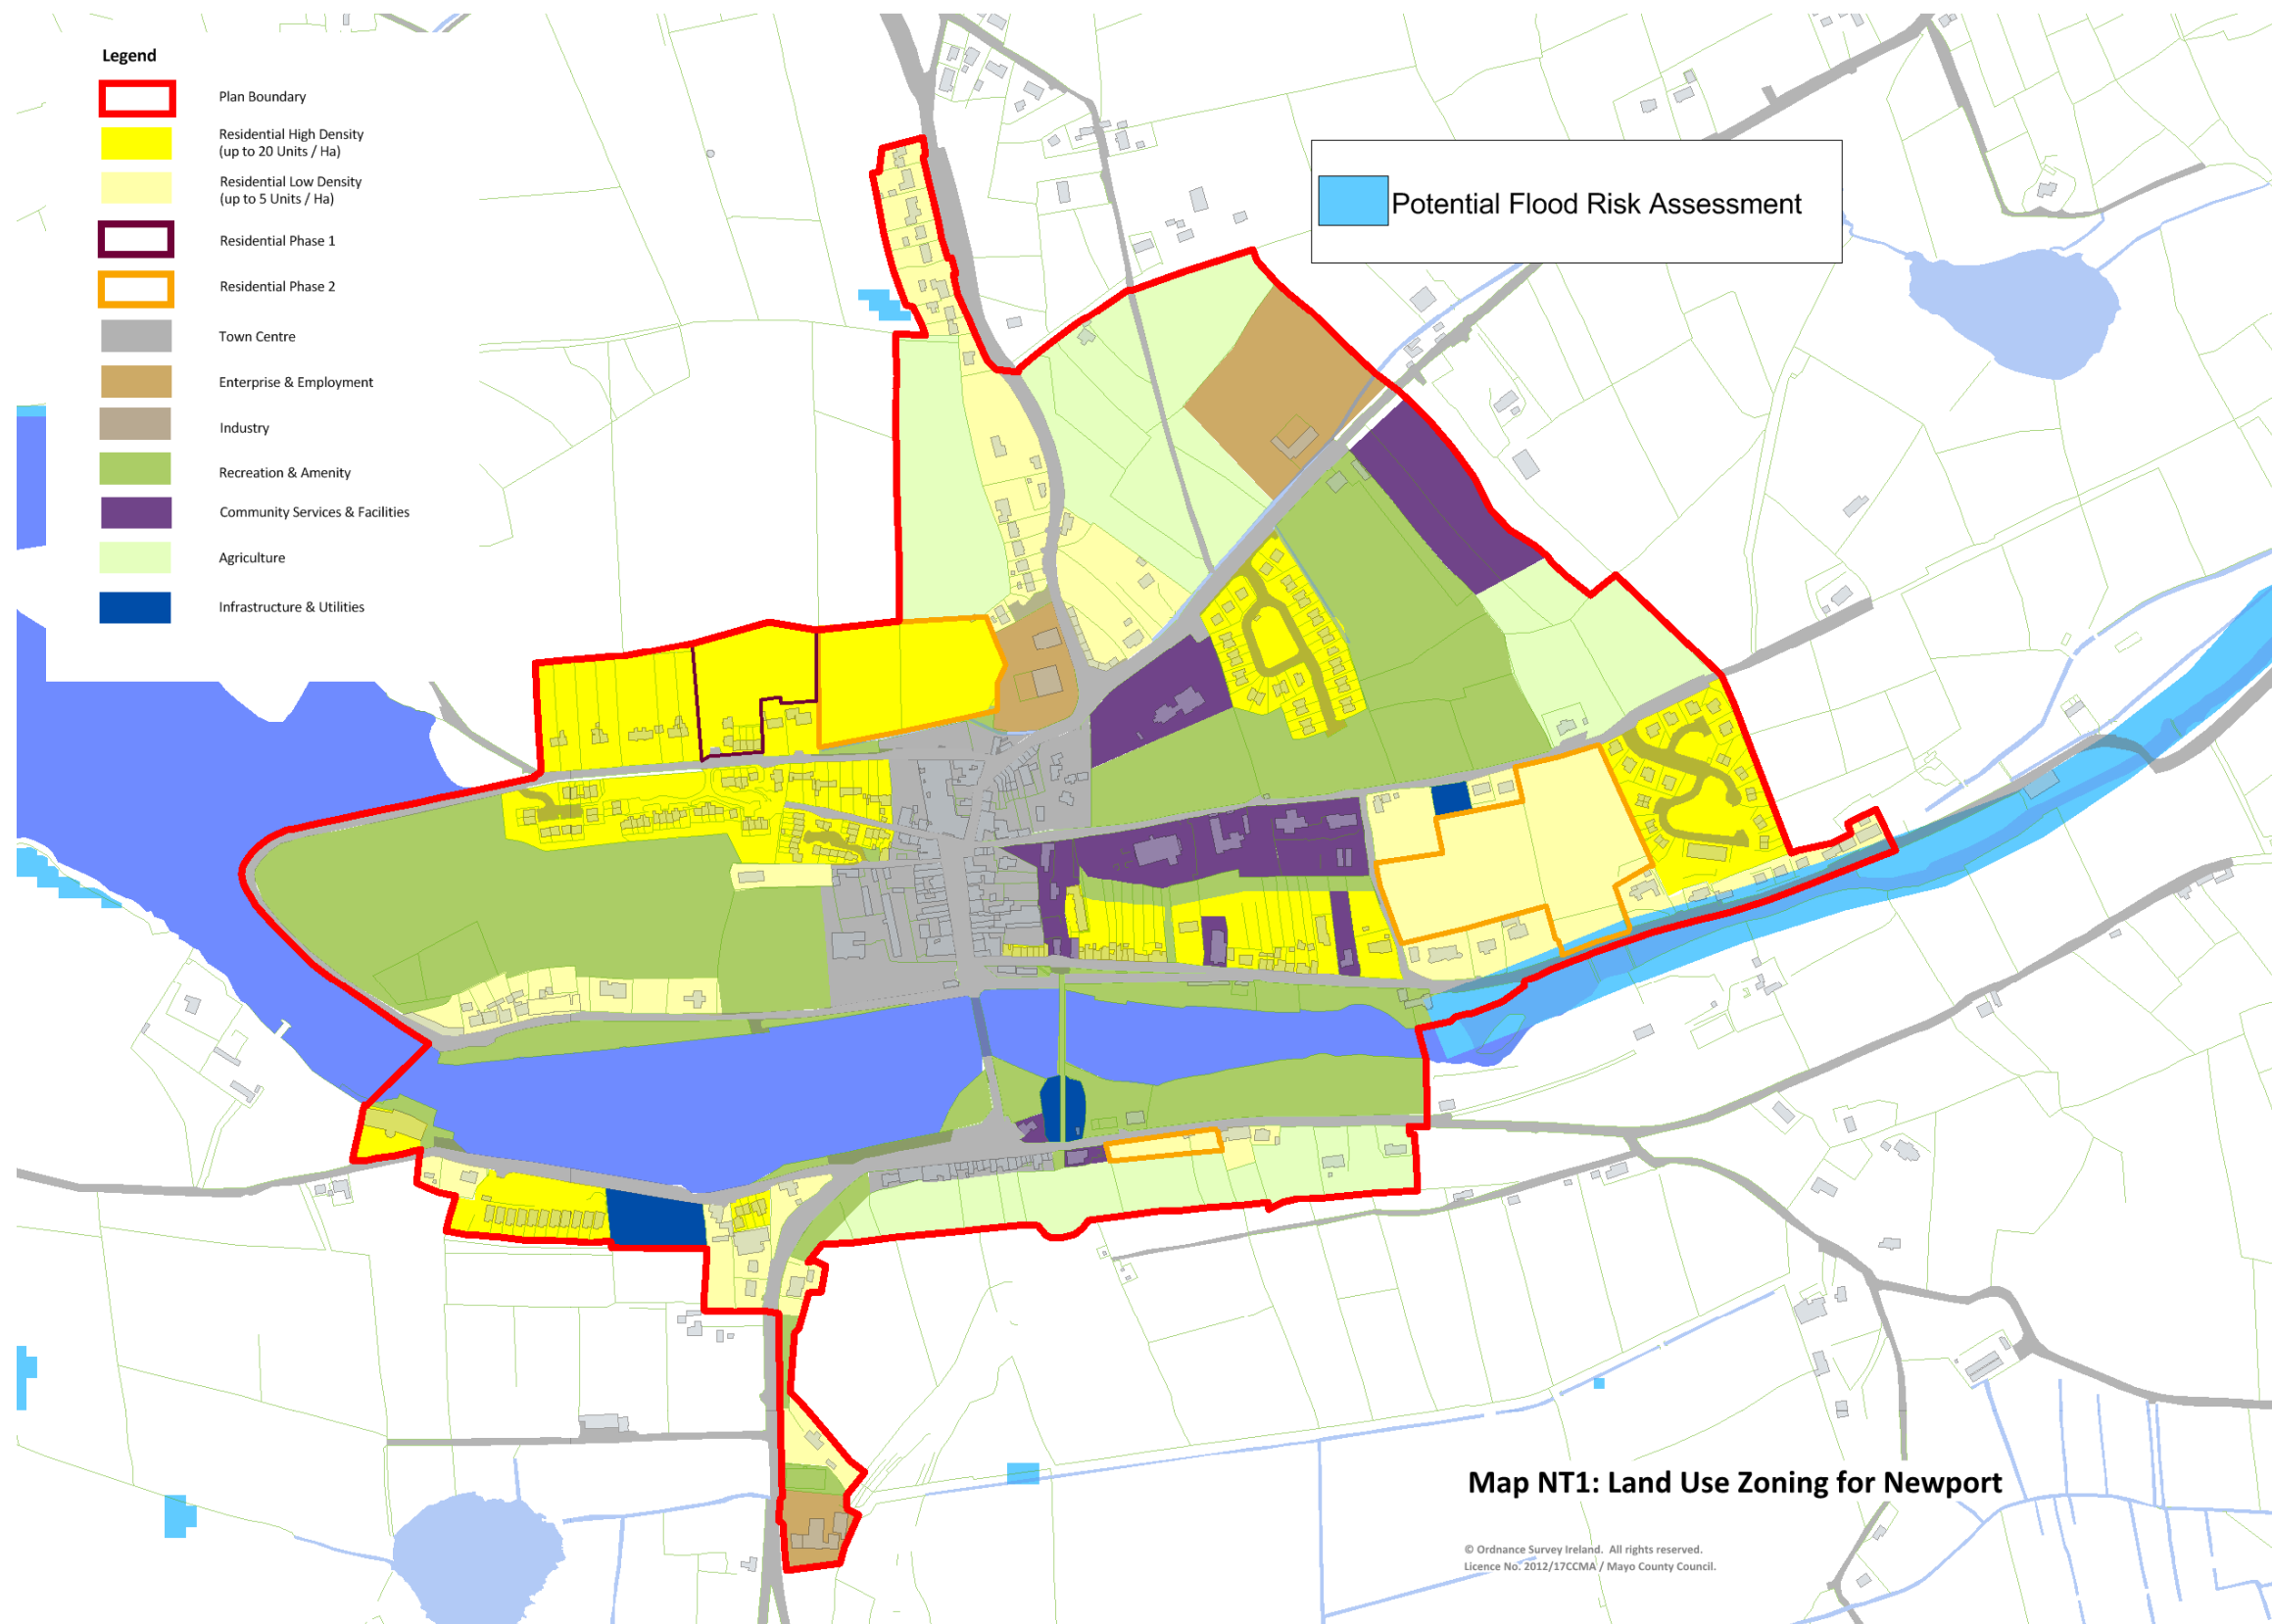 Legend
Plan Boundary
Residential High Density
(up to 20 Units / Ha)
Residential Low Density
(up to 5 Units / Ha)
Residential Phase 1
Residential Phase 2
Town Centre
Enterprise & Employment
Industry
Recreation & Amenity
Community Services & Facilities
Agriculture
Infrastructure & Utilities
Potential Flood Risk Assessment
Map NT1: Land Use Zoning for Newport
© Ordnance Survey Ireland. All rights reserved.
Licence No. 2012/17CCMA / Mayo County Council.